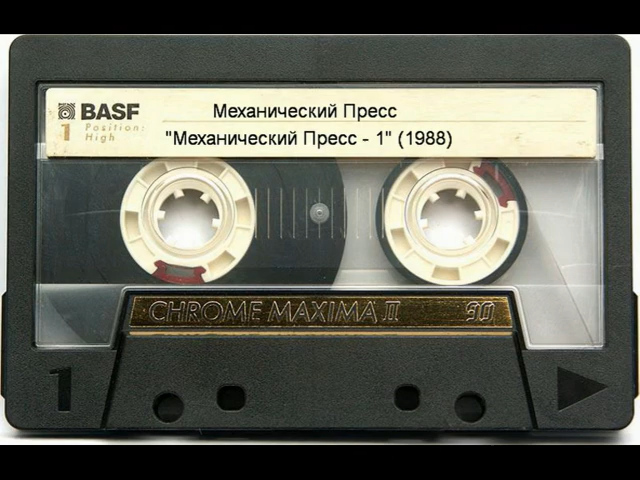 BASF
Механический Пресс
1 Position: High
"Механический Пресс - 1" (1988)
CHROME MAXIMA II 90
1